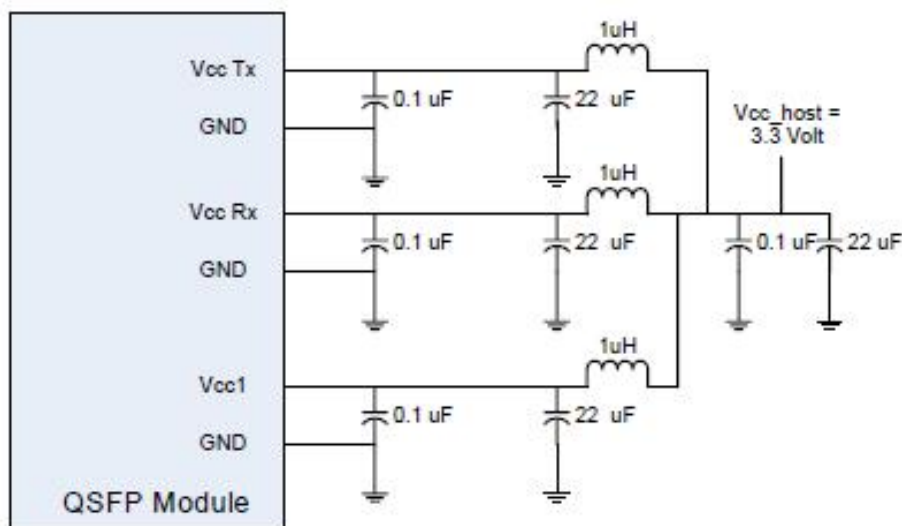 1uH
Vcc Tx
0.1 uF
22 uF
GND
Vcc_host =
3.3 Volt
1uH
Vcc Rx
0.1 uF
22 uF
0.1 uF
22 uF
GND
1uH
Vcc1
0.1 uF
22 uF
GND
QSFP Module